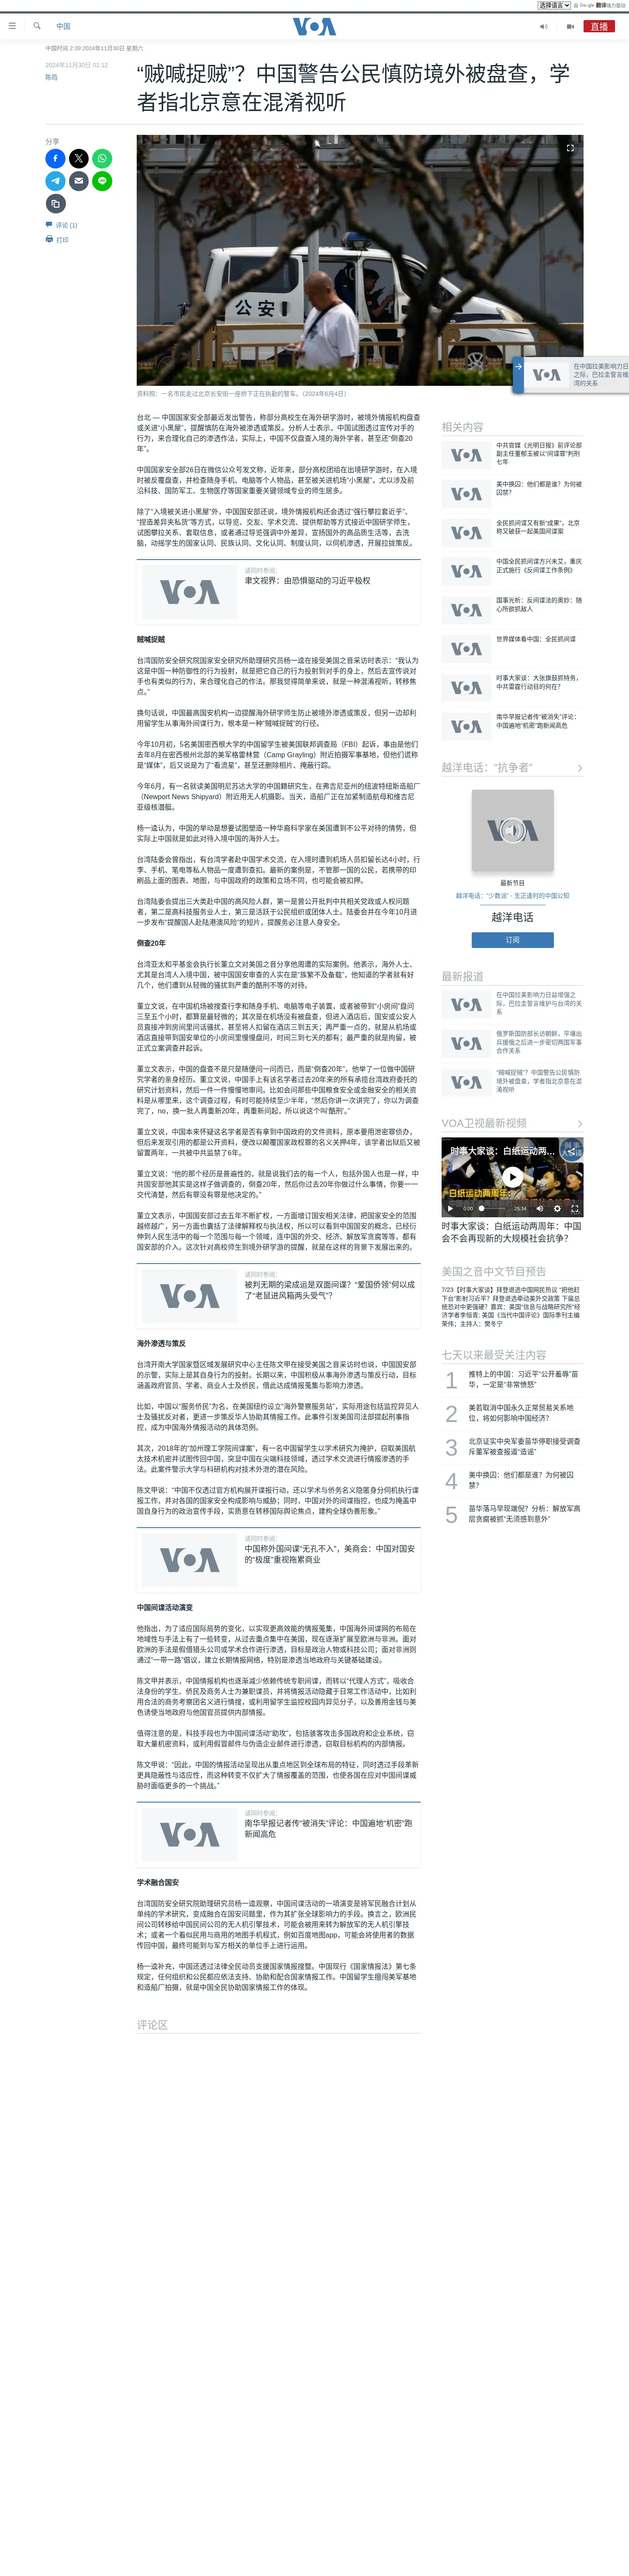 选择语言
由 Google 翻译强力驱动
中国
VOA
直播
中国时间 2:39 2024年11月30日 星期六
2024年11月30日 01:12
陈筠
“贼喊捉贼”？中国警告公民慎防境外被盘查，学
者指北京意在混淆视听
分享
评论 (1)
打印
公安
资料照：一名市民走过北京长安街一座桥下正在执勤的警车。（2024年6月4日）
台北 — 中国国家安全部最近发出警告，称部分高校生在海外研学游时，被境外情报机构盘查
或关进“小黑屋”，提醒慎防在海外被渗透或策反。分析人士表示，中国试图透过宣传对手的
行为，来合理化自己的渗透作法，实际上，中国不仅盘查入境的海外学者，甚至还“倒查20
年”。
中国国家安全部26日在微信公众号发文称，近年来，部分高校团组在出境研学游时，在入境
时被反覆盘查，并检查随身手机、电脑等个人物品，甚至被关进机场“小黑屋”，尤以涉及前
沿科技、国防军工、生物医疗等国家重要关键领域专业的师生居多。
除了“入境被关进小黑屋”外，中国国安部还说，境外情报机构还会透过“强行攀拉套近乎”、
“捏造差异夹私货”等方式，以导览、交友、学术交流、提供帮助等方式接近中国研学师生，
试图攀拉关系、套取信息，或者通过导览强调中外差异，宣扬国外的高品质生活等，去洗
脑，动摇学生的国家认同、民族认同、文化认同、制度认同，以伺机渗透，开展拉拢策反。
VOA
请同时参阅：
聿文视界：由恐惧驱动的习近平极权
贼喊捉贼
台湾国防安全研究院国家安全研究所助理研究员杨一逵在接受美国之音采访时表示：“我认为
这是中国一种防御性的行为投射，就是把它自己的行为投射到对手的身上，然后去宣传说对
手也有类似的行为，来合理化自己的作法。那我觉得简单来说，就是一种混淆视听，转移焦
点。”
换句话说，中国最高国安机构一边提醒海外研学师生防止被境外渗透或策反，但另一边却利
用留学生从事海外间谍行为，根本是一种“贼喊捉贼”的行径。
今年10月初，5名美国密西根大学的中国留学生被美国联邦调查局（FBI）起诉，事由是他们
去年8月在密西根州北部的美军格雷林营（Camp Grayling）附近拍摄军事基地，但他们谎称
是“媒体”，后又说是为了“看流星”，甚至还删除相片、掩蔽行踪。
今年6月，有一名就读美国明尼苏达大学的中国籍研究生，在弗吉尼亚州的纽波特纽斯造船厂
（Newport News Shipyard）附近用无人机摄影。当天，造船厂正在加紧制造航母和维吉尼
亚级核潜艇。
杨一逵认为，中国的举动是想要试图塑造一种华裔科学家在美国遭到不公平对待的情势，但
实际上中国就是如此对待入境中国的海外人士。
台湾陆委会曾指出，有台湾学者赴中国学术交流，在入境时遭到机场人员扣留长达4小时，行
李、手机、笔电等私人物品一度遭到查扣。最新的案例是，不管那一国的公民，若携带的印
刷品上面的图表、地图，与中国政府的政策和立场不同，也可能会被扣押。
台湾陆委会提出三大类赴中国的高风险人群，第一是曾公开批判中共相关党政或人权问题
者，第二是高科技服务业人士，第三是活跃于公民组织或团体人士。陆委会并在今年10月进
一步发布“提醒国人赴陆港澳风险”的短片，提醒务必注意人身安全。
倒查20年
台湾亚太和平基金会执行长董立文对美国之音分享他周遭的实际案例。他表示，海外人士、
尤其是台湾人入境中国，被中国国安审查的人实在是“族繁不及备载”，他知道的学者就有好
几个，他们遭到从轻微的骚扰到严重的酷刑不等的对待。
董立文说，在中国机场被搜查行李和随身手机、电脑等电子装置，或者被带到“小房间”盘问
三至五个小时，都算是最轻微的；其次是在机场没有被盘查，但进入酒店后，国安或公安人
员直接冲到房间里问话骚扰，甚至将人扣留在酒店三到五天；再严重一点的，就是从机场或
酒店直接带到国安单位的小房间里慢慢盘问，时间三到七天的都有；最严重的就是拘留，被
正式立案调查并起诉。
董立文表示，中国的盘查不是只是随便问一问而已，而是“倒查20年”，他举了一位做中国研
究学者的亲身经历。董立文说，中国手上有该名学者过去20年来的所有承揽台湾政府委托的
研究计划资料，然后一件一件慢慢地审问。比如会问那些中国研究委托案的需求单位和关键
人是从哪里来，这个调查过程，有时可能持续至少半年，“然后你讲一次讲完了，你以为调查
完了，no，换一批人再重新20年，再重新问起，所以说这个叫‘酷刑’。”
董立文说，中国本来怀疑这名学者是否有拿到中国政府的文件资料，原本要用泄密罪侦办，
但后来发现引用的都是公开资料，便改以颠覆国家政权罪的名义关押4年，该学者出狱后又被
留置两年，一共被中共监禁了6年。
董立文说：“他的那个经历是普遍性的，就是说我们去的每一个人，包括外国人也是一样，中
共国安部他其实是这样子做调查的，倒查20年，然后你过去20年你做过什么事情，你要一一
交代清楚，然后有罪没有罪是他决定的。”
董立文表示，中国国安部过去五年不断扩权，一方面增订国安相关法律，把国家安全的范围
越修越广，另一方面也囊括了法律解释权与执法权，所以可以看到中国国安的概念，已经衍
伸到人民生活中的每一个范围与每一个领域，连中国的外交、经济、解放军贪腐等等，都有
国安部的介入。这次针对高校师生到境外研学游的提醒，就是在这样的背景下发展出来的。
VOA
请同时参阅：
被判无期的梁成运是双面间谍？“爱国侨领”何以成
了“老鼠进风箱两头受气”？
海外渗透与策反
台湾开南大学国家暨区域发展研究中心主任陈文甲在接受美国之音采访时也说，中国国安部
的示警，实际上是其自身行为的投射。长期以来，中国积极从事海外渗透与策反行动，目标
涵盖政府官员、学者、商业人士及侨民，借此达成情报蒐集与影响力渗透。
比如，中国以“服务侨民”为名，在美国纽约设立“海外警察服务站”，实际用途包括监控异见人
士及骚扰反对者，更进一步策反华人协助其情报工作。此事件引发美国司法部提起刑事指
控，成为中国海外情报活动的具体范例。
其次，2018年的“加州理工学院间谍案”，有一名中国留学生以学术研究为掩护，窃取美国航
太技术机密并试图传回中国，突显中国在尖端科技领域，透过学术交流进行情报渗透的手
法。此案件警示大学与科研机构对技术外泄的潜在风险。
陈文甲说：“中国不仅透过官方机构展开谍报行动，还以学术与侨务名义隐匿身分伺机执行谍
报工作，并对各国的国家安全构成影响与威胁；同时，中国对外的间谍指控，也成为掩盖中
国自身行为的政治宣传手段，实质意在转移国际舆论焦点，建构全球伪善形象。”
VOA
请同时参阅：
中国称外国间谍“无孔不入”，美商会：中国对国安
的“极度”重视拖累商业
中国间谍活动演变
他指出，为了适应国际局势的变化，以实现更高效能的情报蒐集，中国海外间谍网的布局在
地域性与手法上有了一些转变，从过去重点集中在美国，现在逐渐扩展至欧洲与非洲。面对
欧洲的手法是假借猎头公司或学术合作进行渗透，目标是政治人物或科技公司；面对非洲则
通过“一带一路”倡议，建立长期情报网络，特别是渗透当地政府与关键基础建设。
陈文甲并表示，中国情报机构也逐渐减少依赖传统专职间谍，而转以“代理人方式”，吸收合
法身份的学生、侨民及商务人士为兼职谍员，并将情报活动隐藏于日常工作活动中，比如利
用合法的商务考察团名义进行情搜，或利用留学生监控校园内异见分子，以及善用金钱与美
色诱使当地政府与他国官员提供内部情报。
值得注意的是，科技手段也为中国间谍活动“助攻”，包括骇客攻击多国政府和企业系统，窃
取大量机密资料，或利用假冒邮件与伪造企业邮件进行渗透，窃取目标机构的内部情报。
陈文甲说：“因此，中国的情报活动呈现出从重点地区到全球布局的特征，同时透过手段革新
更具隐蔽性与适应性，而这种转变不仅扩大了情报覆盖的范围，也使各国在应对中国间谍威
胁时面临更多的一个挑战。”
VOA
请同时参阅：
南华早报记者传“被消失”评论：中国遍地“机密”跑
新闻高危
学术融合国安
台湾国防安全研究院助理研究员杨一逵观察，中国间谍活动的一项演变是将军民融合计划从
单纯的学术研究，变成融合在国安问题里，作为其扩张全球影响力的手段。换言之，欧洲民
间公司转移给中国民间公司的无人机引擎技术，可能会被用来转为解放军的无人机引擎技
术；或者一个看似民用与商用的地图手机程式，例如百度地图app，可能会将使用者的数据
传回中国，最终可能到与军方相关的单位手上进行运用。
杨一逵补充，中国还透过法律全民动员支援国家情报搜整。中国现行《国家情报法》第七条
规定，任何组织和公民都应依法支持、协助和配合国家情报工作。中国留学生擅闯美军基地
和造船厂拍摄，就是中国全民协助国家情报工作的体现。
评论区
VOA
在中国拉美影响力日
之际，巴拉圭誓言维
湾的关系
相关内容
VOA
中共官媒《光明日报》前评论部
副主任董郁玉被以“间谍罪”判刑
七年
VOA
美中换囚：他们都是谁？为何被
囚禁？
VOA
全民抓间谍又有新“成果”，北京
称又破获一起美国间谍案
VOA
中国全民抓间谍方兴未艾，重庆
正式施行《反间谍工作条例》
VOA
国事光析：反间谍法的奥妙：随
心所欲抓敌人
VOA
世界媒体看中国：全民抓间谍
VOA
时事大家谈：大张旗鼓抓特务，
中共雷霆行动目的何在？
VOA
南华早报记者传“被消失”评论：
中国遍地“机密”跑新闻高危
越洋电话：“抗争者”
VOA
最新节目
越洋电话：“少数派” - 生正逢时的中国公知
越洋电话
订阅
最新报道
VOA
在中国拉美影响力日益增强之
际，巴拉圭誓言维护与台湾的关
系
VOA
俄罗斯国防部长访朝鲜，平壤出
兵援俄之后进一步密切两国军事
合作关系
VOA
“贼喊捉贼”？中国警告公民慎防
境外被盘查，学者指北京意在混
淆视听
VOA卫视最新视频
时事大家谈：白纸运动两…
白纸运动两周年：
0:00
25:34
时事大家谈：白纸运动两周年：中国
会不会再现新的大规模社会抗争？
美国之音中文节目预告
7/23【时事大家谈】拜登退选中国网民热议 “把他赶
下台”影射习近平？拜登退选牵动美外交政策 下届总
统恐对中更强硬？嘉宾：美国“信息与战略研究所”经
济学者李恒青; 美国《当代中国评论》国际季刊主编
荣伟；主持人：樊冬宁
七天以来最受关注内容
1
推特上的中国：习近平“公开羞辱”苗
华，一定是“非常愤怒”
2
美若取消中国永久正常贸易关系地
位，将如何影响中国经济？
3
北京证实中央军委苗华停职接受调查
斥董军被查报道“造谣”
4
美中换囚：他们都是谁？为何被囚
禁？
5
苗华落马早现端倪？分析：解放军高
层贪腐被抓“无须感到意外”